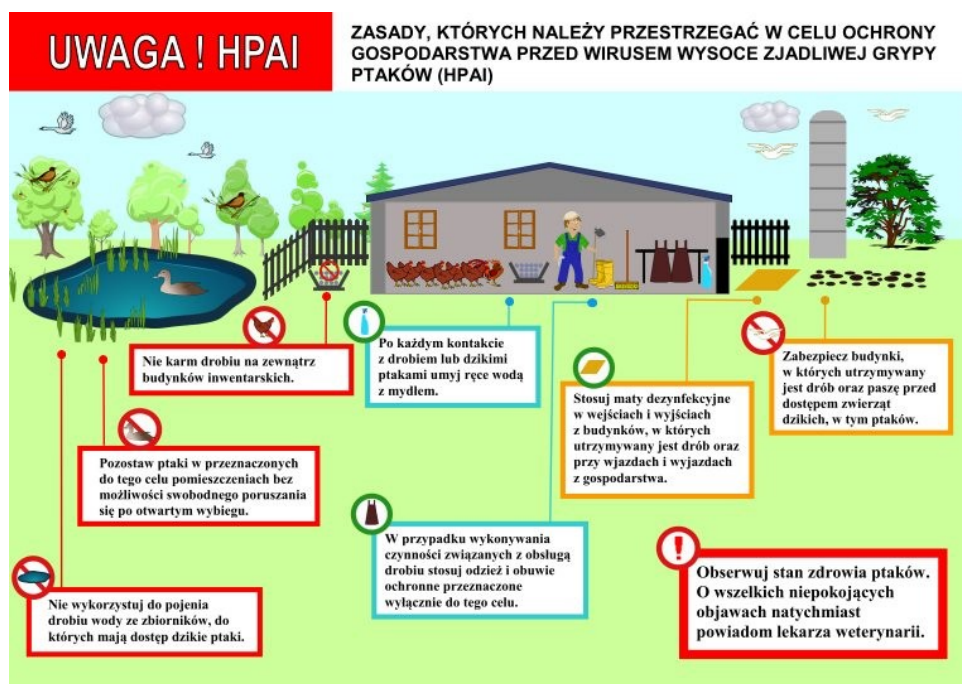 UWAGA ! HPAI
ZASADY, KTÓRYCH NALEŻY PRZESTRZEGAĆ W CELU OCHRONY
GOSPODARSTWA PRZED WIRUSEM WYSOCE ZJADLIWEJ GRYPY
PTAKÓW (HPAI)
Nie karm drobiu na zewnątrz
budynków inwentarskich.
Po każdym kontakcie
z drobiem lub dzikimi
ptakami umyj ręce wodą
z mydłem.
Stosuj maty dezynfekcyjne
w wejściach i wyjściach
z budynków, w których
utrzymywany jest drób oraz
przy wjazdach i wyjazdach
z gospodarstwa.
Zabezpiecz budynki,
w których utrzymywany
jest drób oraz paszę przed
dostępem zwierząt
dzikich, w tym ptaków.
Pozostaw ptaki w przeznaczonych
do tego celu pomieszczeniach bez
możliwości swobodnego poruszania
się po otwartym wybiegu.
W przypadku wykonywania
czynności związanych z obsługą
drobiu stosuj odzież i obuwie
ochronne przeznaczone
wyłącznie do tego celu.
Nie wykorzystuj do pojenia
drobiu wody ze zbiorników, do
których mają dostęp dzikie ptaki.
Obserwuj stan zdrowia ptaków.
O wszelkich niepokojących
objawach natychmiast
powiadom lekarza weterynarii.